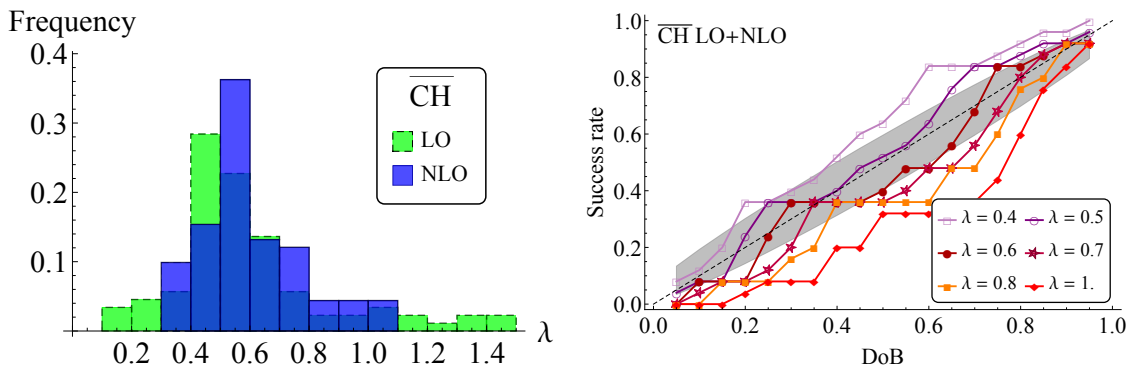 Frequency
0.4
0.3
0.2
0.1
0.2 0.4 0.6 0.8 1.0 1.2 1.4
λ
CH
LO
NLO
CH LO+NLO
Success rate
1.0
0.8
0.6
0.4
0.2
0.0
0.0 0.2 0.4 0.6 0.8 1.0
DoB
λ = 0.4 λ = 0.5
λ = 0.6 λ = 0.7
λ = 0.8 λ = 1.